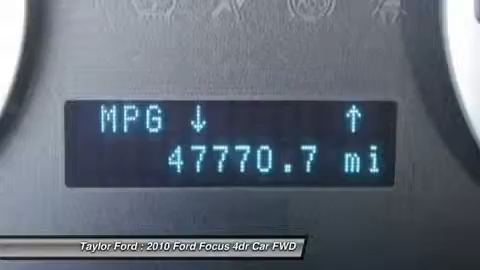 MPG ↓ ↑
47770.7 mi
Taylor Ford : 2010 Ford Focus 4dr Car FWD